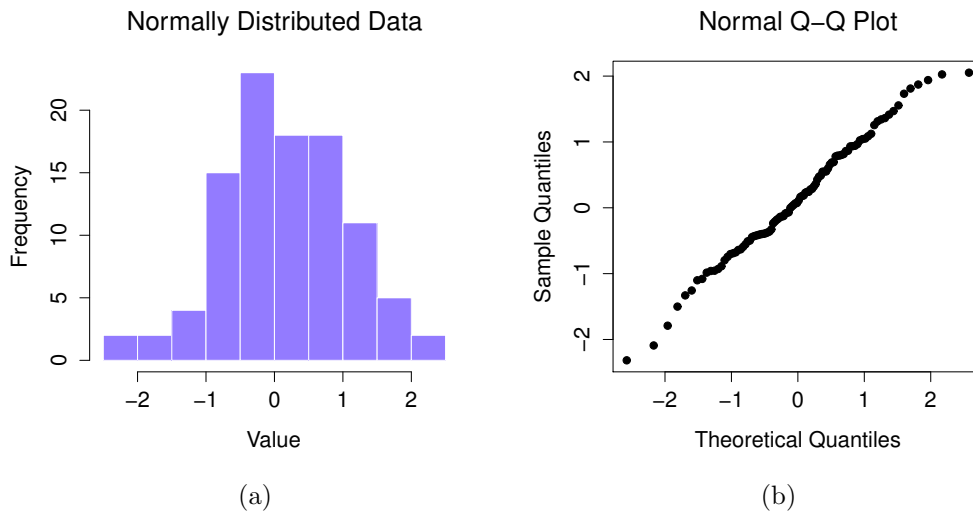 Normally Distributed Data
Frequency
0 5 10 15 20
−2 −1 0 1 2
Value
(a)
Normal Q−Q Plot
Sample Quantiles
−2 −1 0 1 2
−2 −1 0 1 2
Theoretical Quantiles
(b)